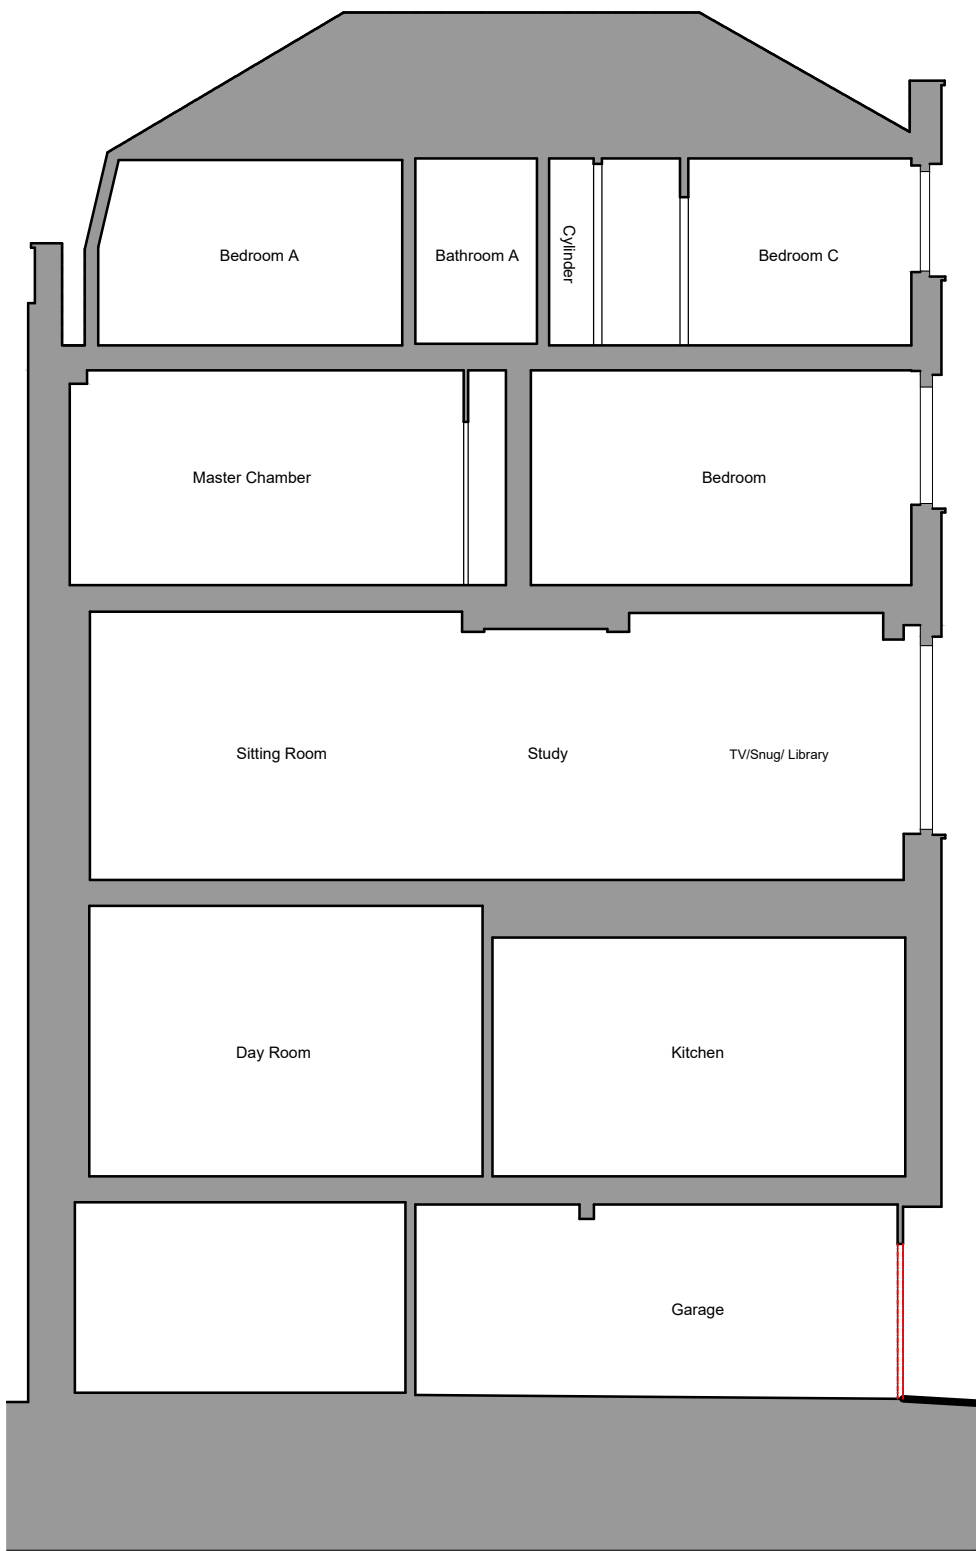 Bedroom A
Bathroom A
Cylinder
Bedroom C
Master Chamber
Bedroom
Sitting Room
Study
TV/Snug/ Library
Day Room
Kitchen
Garage